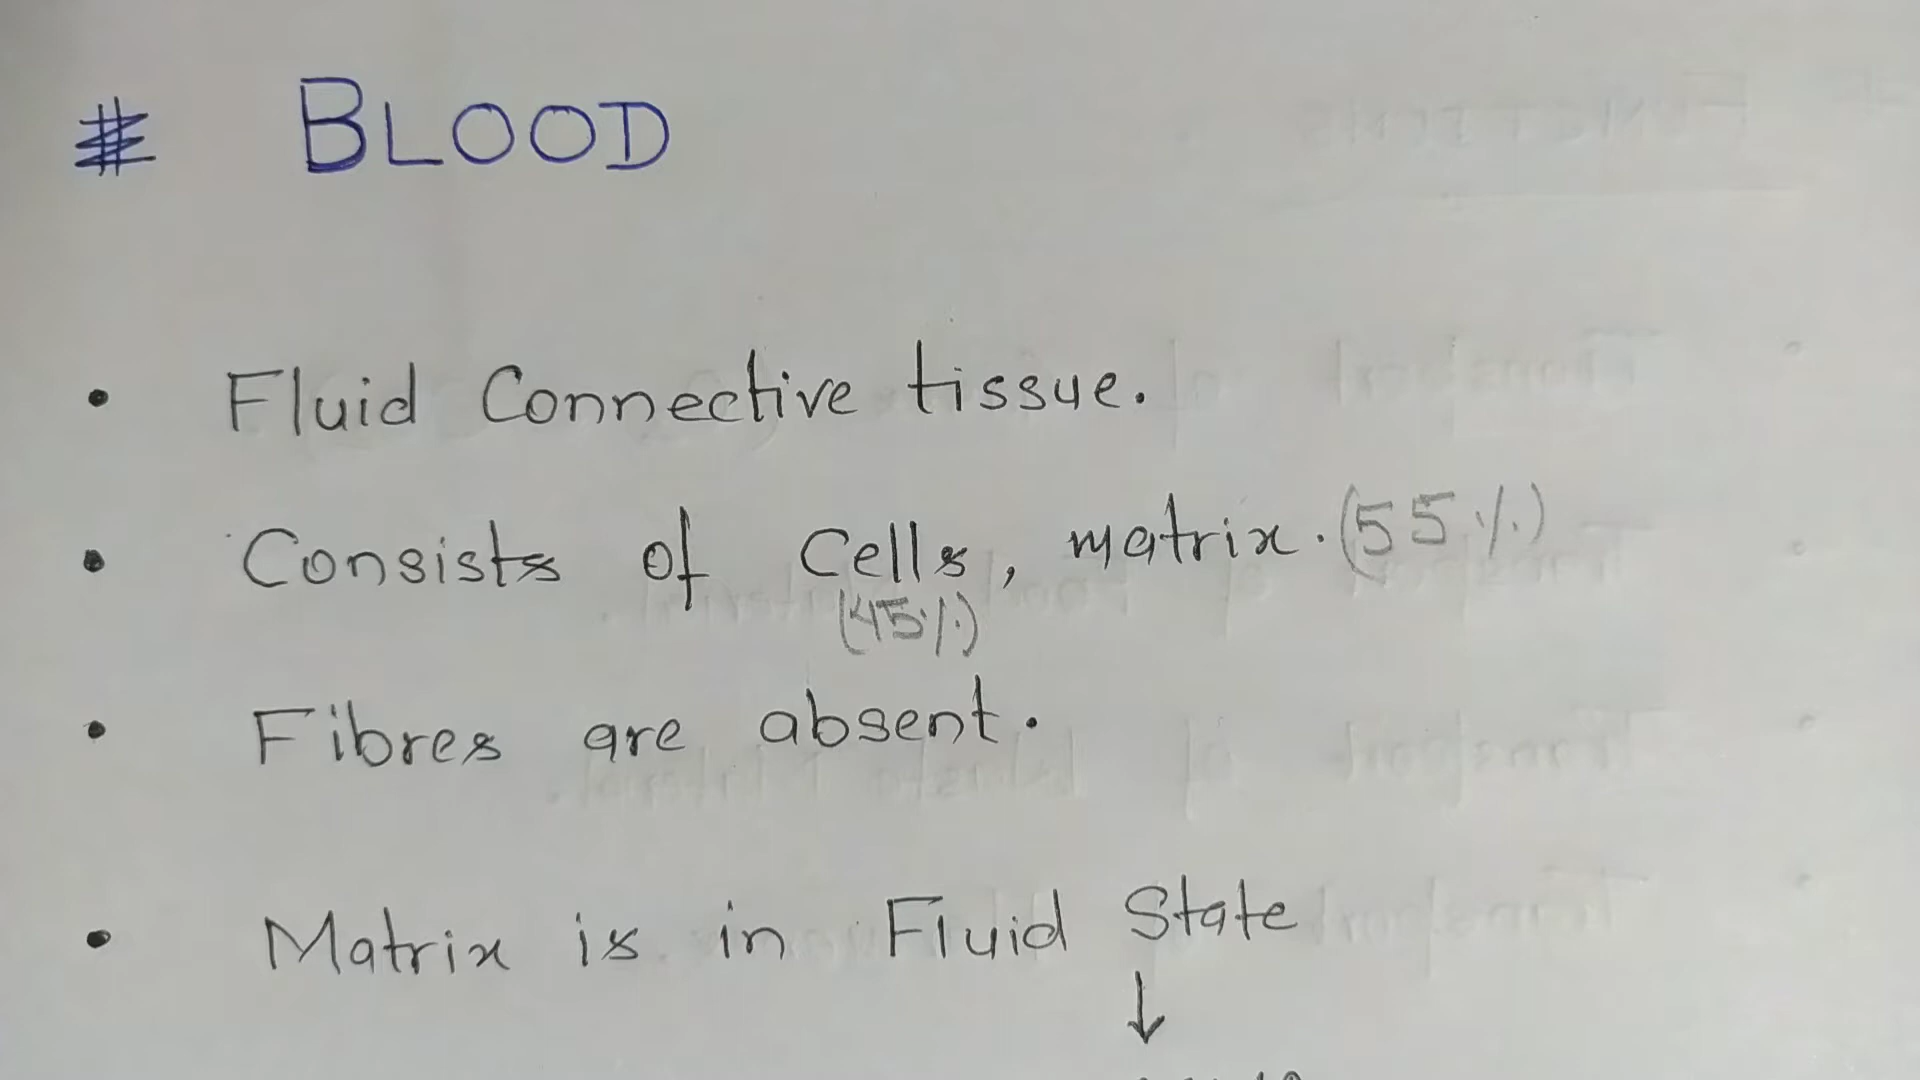 # BLOOD
• Fluid Connective tissue.
• Consists of Cells, matrix. (55%)
(45%)
• Fibres are absent.
• Matrix is in Fluid State
↓